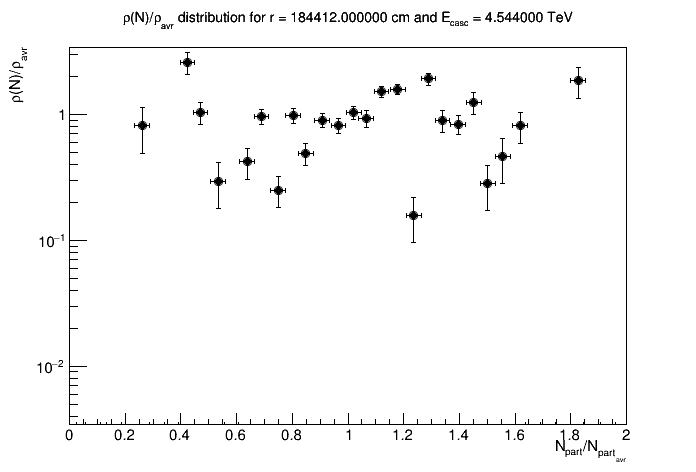 ρ(N)/ρavr distribution for r = 184412.000000 cm and Ecasc = 4.544000 TeV
ρ(N)/ρavr
1
10−1
10−2
0 0.2 0.4 0.6 0.8 1 1.2 1.4 1.6 1.8 2
Npart/Npartavr